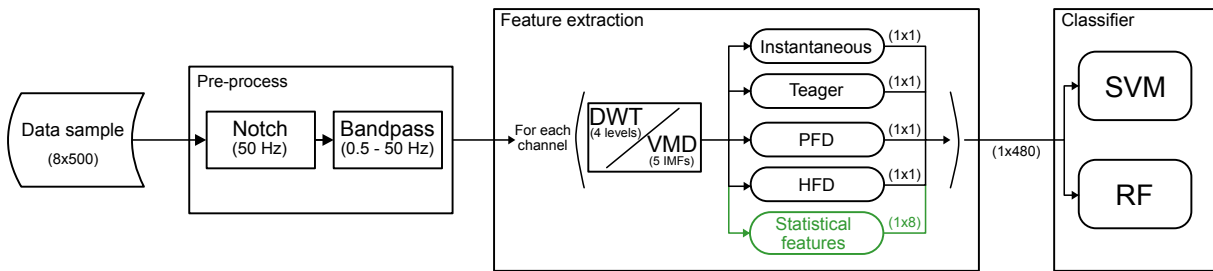 Feature extraction
Classifier
Pre-process
Data sample
(8x500)
Notch
(50 Hz)
Bandpass
(0.5 - 50 Hz)
For each
channel
DWT
(4 levels)
VMD
(5 IMFs)
Instantaneous
(1x1)
Teager
(1x1)
PFD
(1x1)
HFD
(1x1)
Statistical
features
(1x8)
(1x480)
SVM
RF